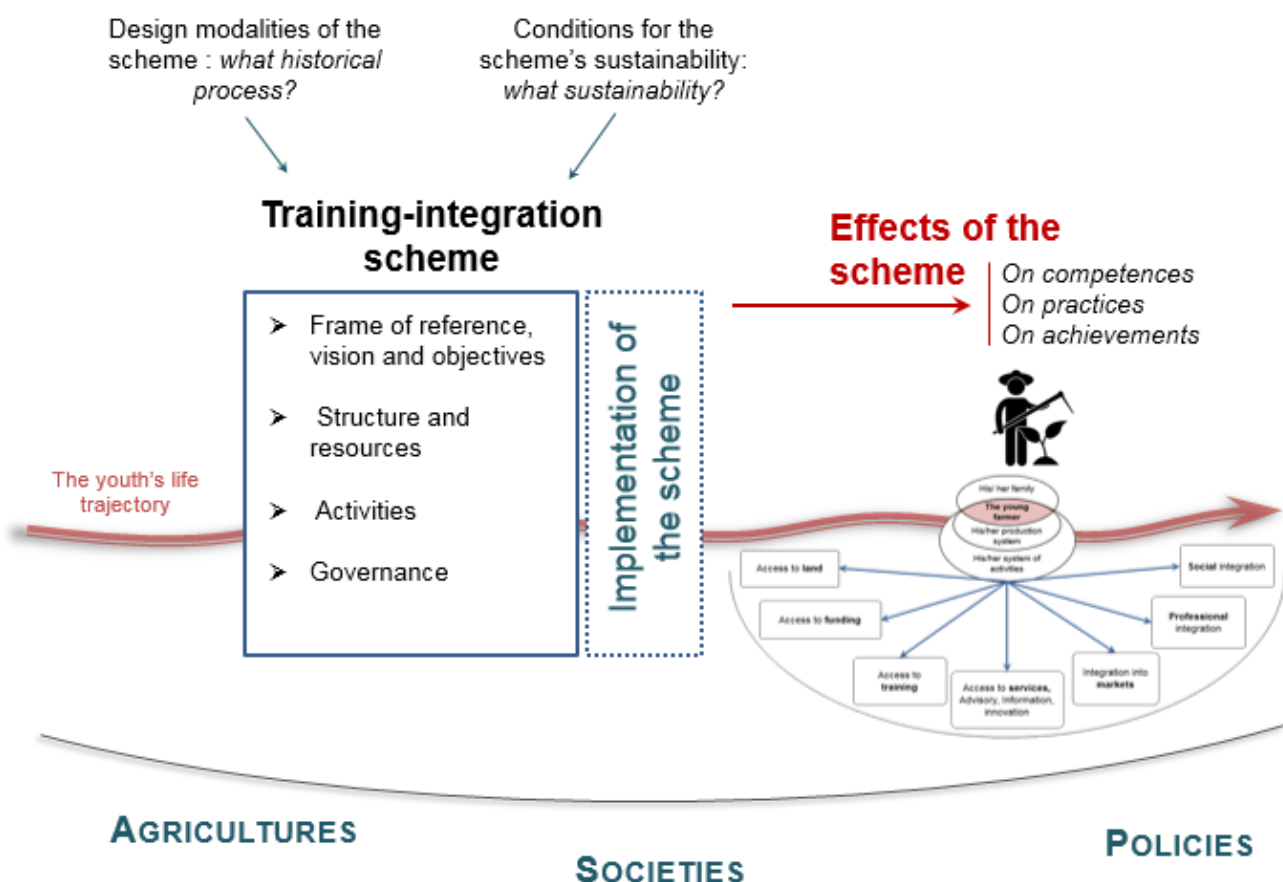 Design modalities of the
scheme : what historical
process?
Conditions for the
scheme's sustainability:
what sustainability?
Training-integration
scheme
➤ Frame of reference,
vision and objectives
➤ Structure and
resources
➤ Activities
➤ Governance
Implementation of
the scheme
Effects of the
scheme
On competences
On practices
On achievements
The youth's life
trajectory
His/ her family
The young
farmer
His/her production
system
His/her system of
activities
Access to land
Access to funding
Access to
training
Access to services,
Advisory, Information,
innovation
Integration into
markets
Professional
integration
Social integration
AGRICULTURES
SOCIETIES
POLICIES